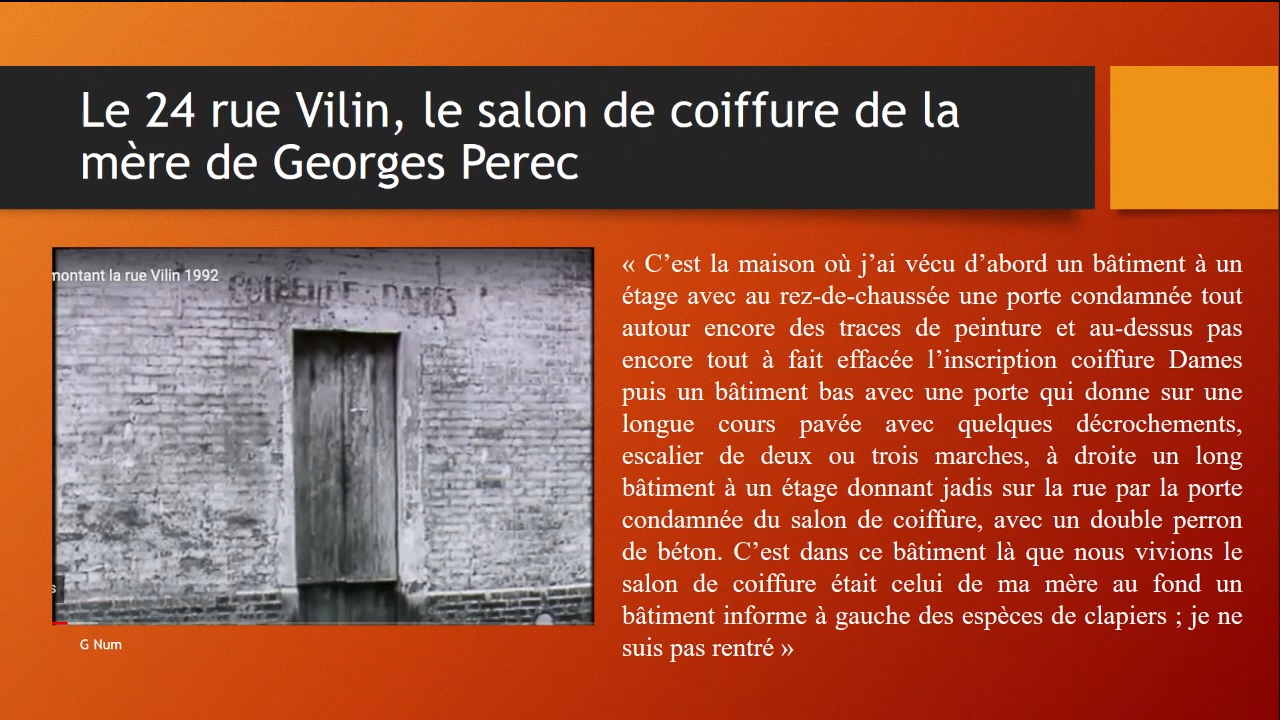 Le 24 rue Vilin, le salon de coiffure de la
mère de Georges Perec
montant la rue Vilin 1992
COIFFURE DAMES
« C’est la maison où j’ai vécu d’abord un bâtiment à un
étage avec au rez-de-chaussée une porte condamnée tout
autour encore des traces de peinture et au-dessus pas
encore tout à fait effacée l’inscription coiffure Dames
puis un bâtiment bas avec une porte qui donne sur une
longue cours pavée avec quelques décrochements,
escalier de deux ou trois marches, à droite un long
bâtiment à un étage donnant jadis sur la rue par la porte
condamnée du salon de coiffure, avec un double perron
de béton. C’est dans ce bâtiment là que nous vivions le
salon de coiffure était celui de ma mère au fond un
bâtiment informe à gauche des espèces de clapiers ; je ne
suis pas rentré »
s
G Num